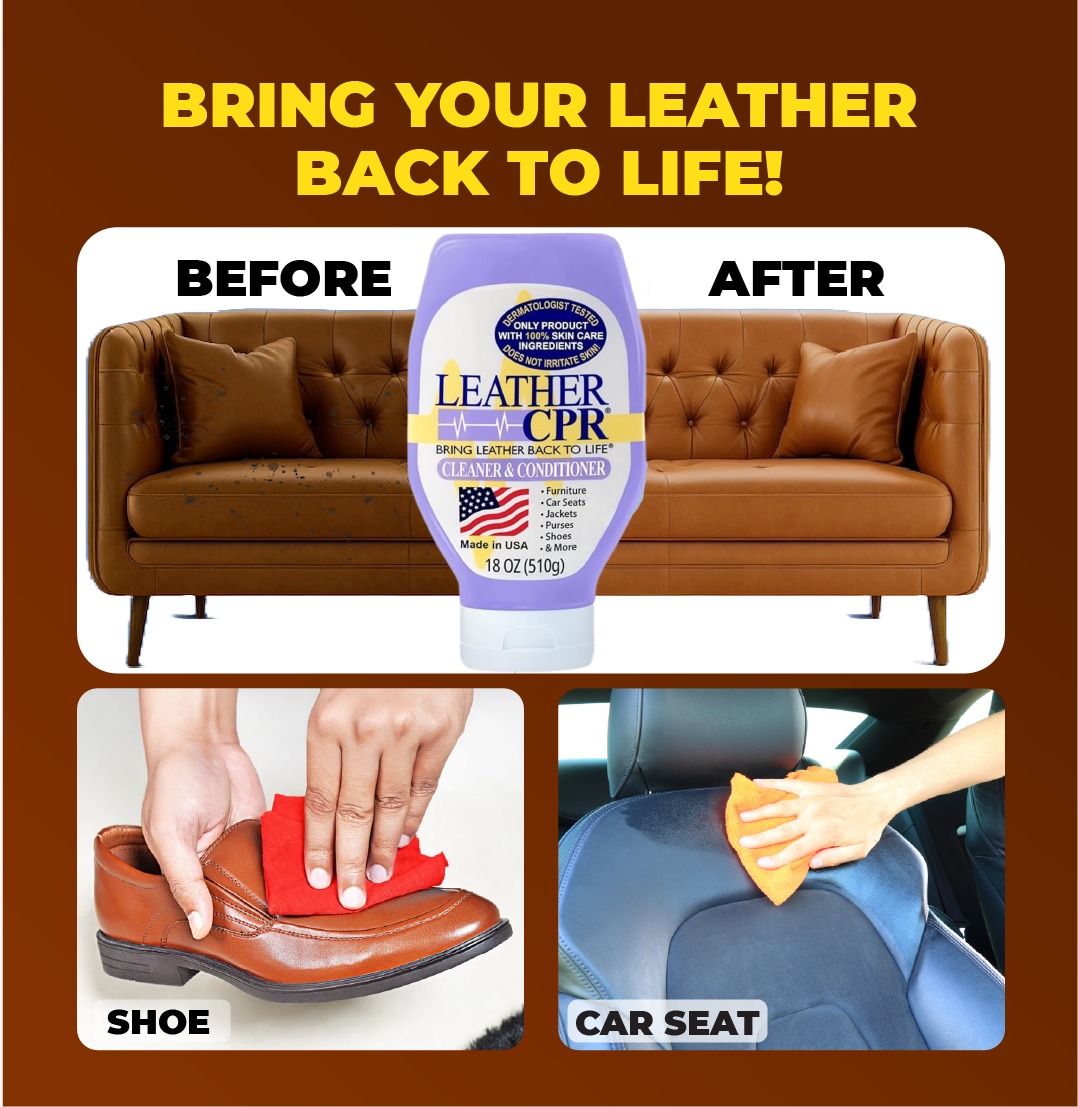 BRING YOUR LEATHER
BACK TO LIFE!
BEFORE
AFTER
DERMATOLOGIST TESTED
ONLY PRODUCT
WITH 100% SKIN CARE
INGREDIENTS
DOES NOT IRRITATE SKIN!
LEATHER
CPR®
BRING LEATHER BACK TO LIFE®
CLEANER & CONDITIONER
• Furniture
• Car Seats
• Jackets
• Purses
• Shoes
• & More
Made in USA
18 OZ (510g)
SHOE
CAR SEAT